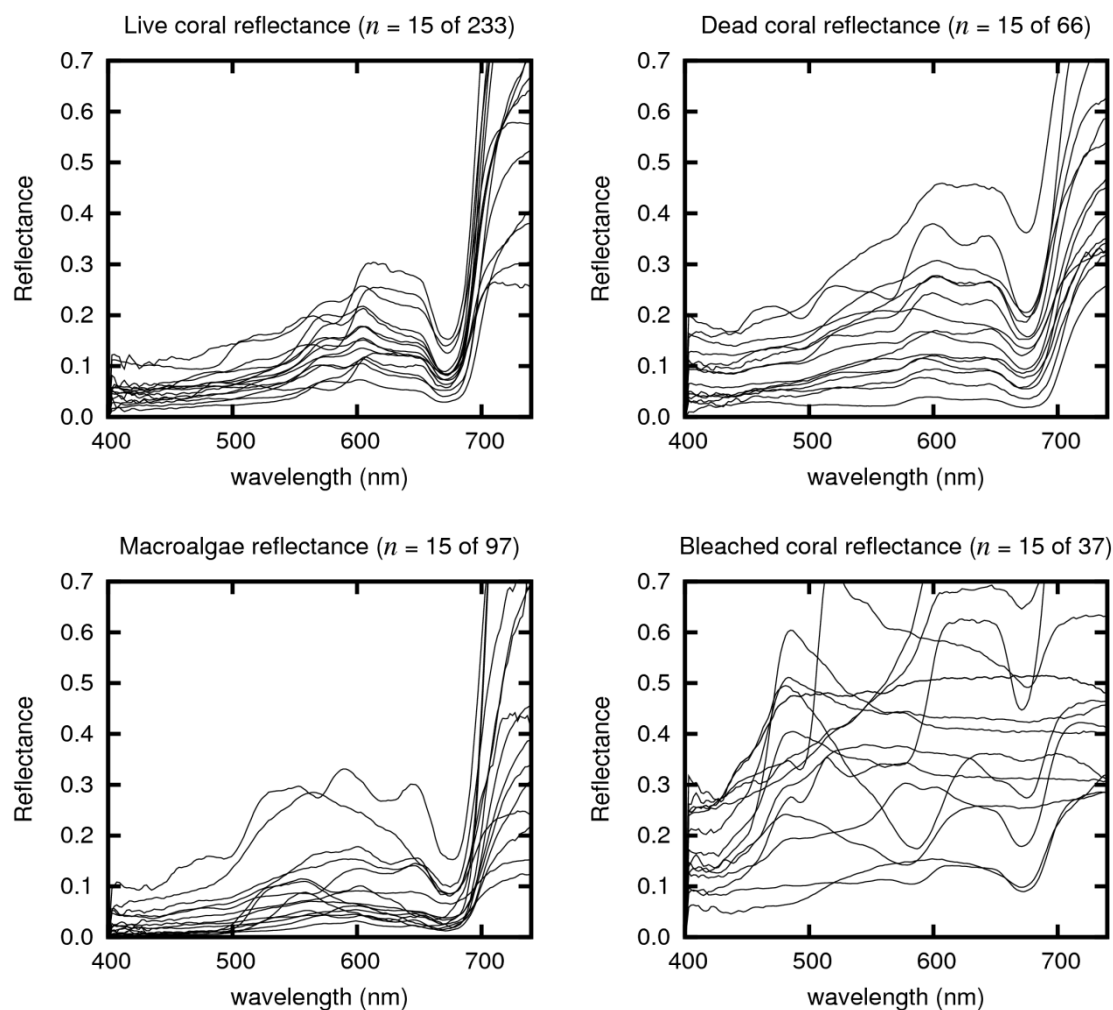 Live coral reflectance (n = 15 of 233)
0.7
0.6
0.5
0.4
0.3
0.2
0.1
0.0
Reflectance
400 500 600 700
wavelength (nm)
Dead coral reflectance (n = 15 of 66)
0.7
0.6
0.5
0.4
0.3
0.2
0.1
0.0
Reflectance
400 500 600 700
wavelength (nm)
Macroalgae reflectance (n = 15 of 97)
0.7
0.6
0.5
0.4
0.3
0.2
0.1
0.0
Reflectance
400 500 600 700
wavelength (nm)
Bleached coral reflectance (n = 15 of 37)
0.7
0.6
0.5
0.4
0.3
0.2
0.1
0.0
Reflectance
400 500 600 700
wavelength (nm)